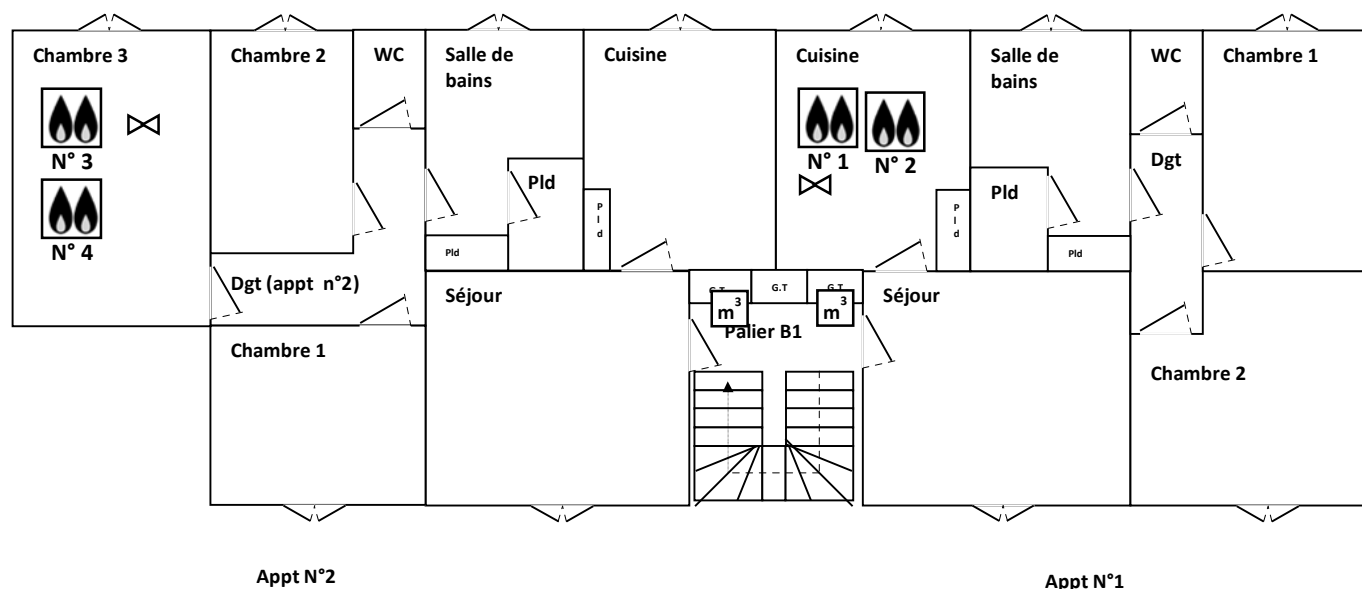 Chambre 3
Chambre 2
WC
Salle de
bains
Cuisine
Cuisine
Salle de
bains
WC
Chambre 1
N° 3
N° 4
N° 1
N° 2
Pld
Pld
Pld
Pld
Dgt
Pld
Pld
Dgt (appt n°2)
Séjour
G.T
G.T
G.T
m³
m³
Palier B1
Séjour
Chambre 1
Chambre 2
Appt N°2
Appt N°1